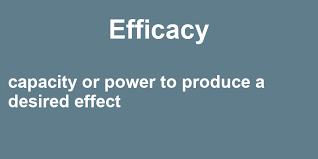 Efficacy
capacity or power to produce a
desired effect